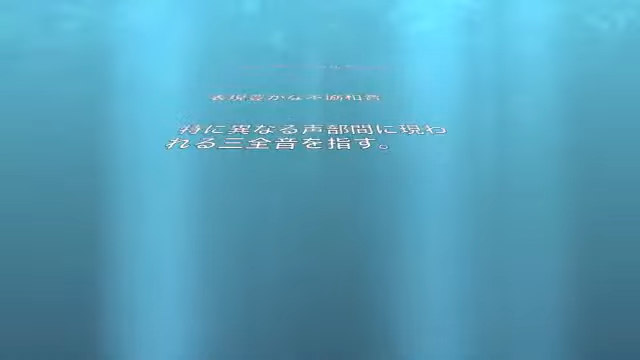 表現豊かな不協和音
特に異なる声部間に現わ
れる三全音を指す。